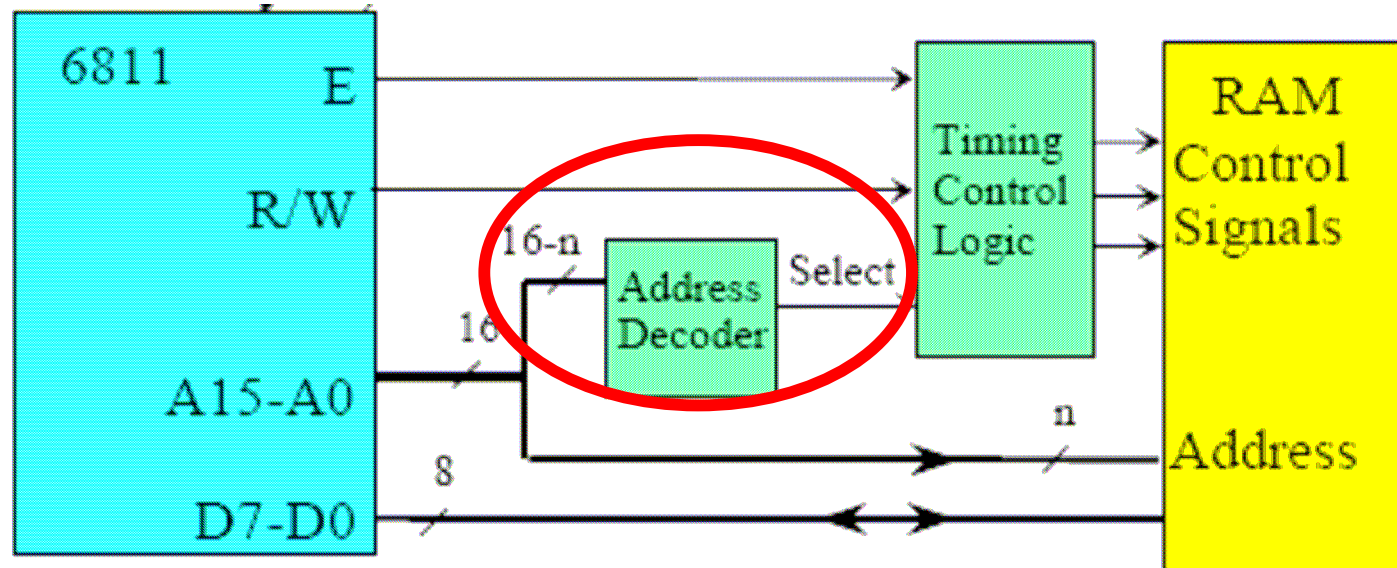 6811
E
R/W
A15-A0
D7-D0
16
8
16-n
Address
Decoder
Select
Timing
Control
Logic
n
RAM
Control
Signals
Address